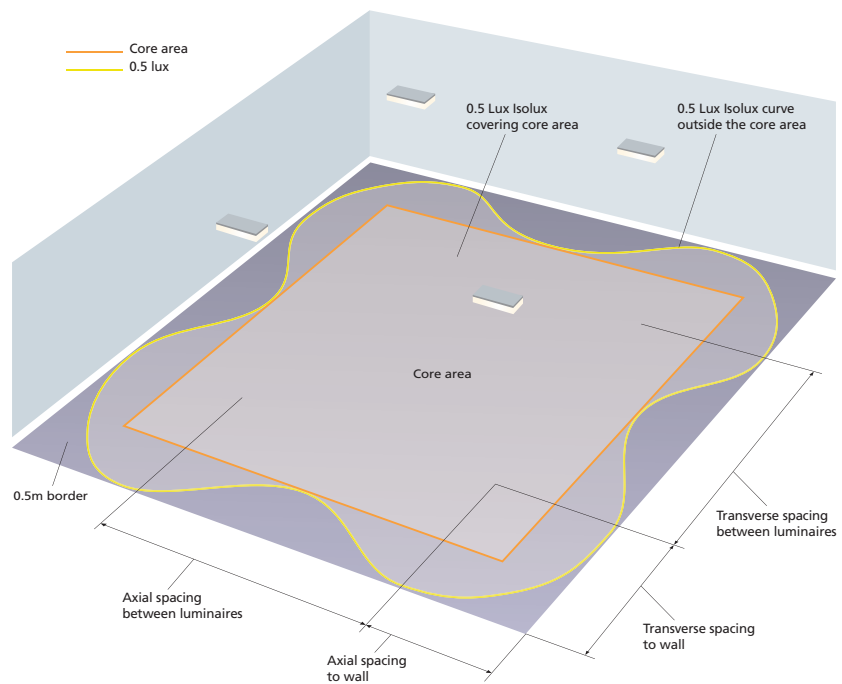 Core area
0.5 lux
0.5 Lux Isolux
covering core area
0.5 Lux Isolux curve
outside the core area
Core area
0.5m border
Transverse spacing
between luminaires
Axial spacing
between luminaires
Transverse spacing
to wall
Axial spacing
to wall